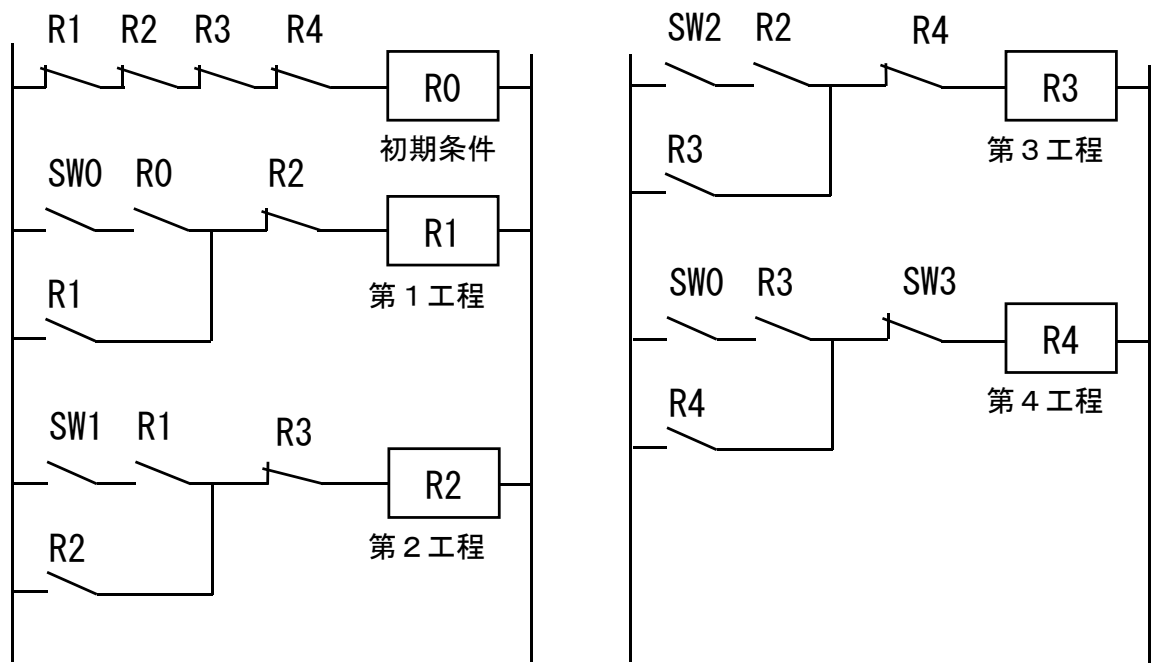 R1 R2 R3 R4
R0
初期条件
SW0 R0 R2
R1
第１工程
R1
SW1 R1 R3
R2
第２工程
R2
SW2 R2 R4
R3
第３工程
R3
SW0 R3 SW3
R4
第４工程
R4